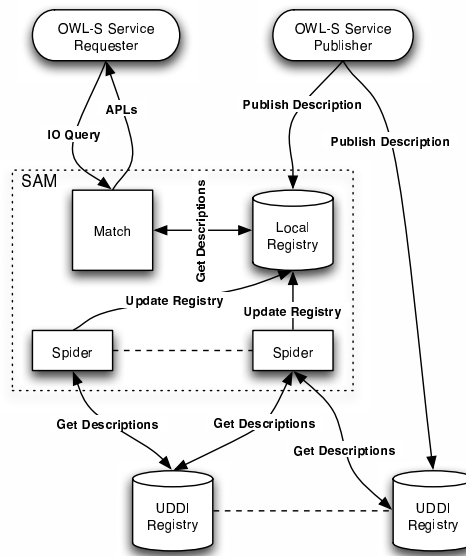 OWL-S Service
Requester
OWL-S Service
Publisher
APLs
IO Query
Publish Description
Publish Description
SAM
Match
Get Descriptions
Local
Registry
Update Registry
Update Registry
Spider
Spider
Get Descriptions
Get Descriptions
Get Descriptions
UDDI
Registry
UDDI
Registry